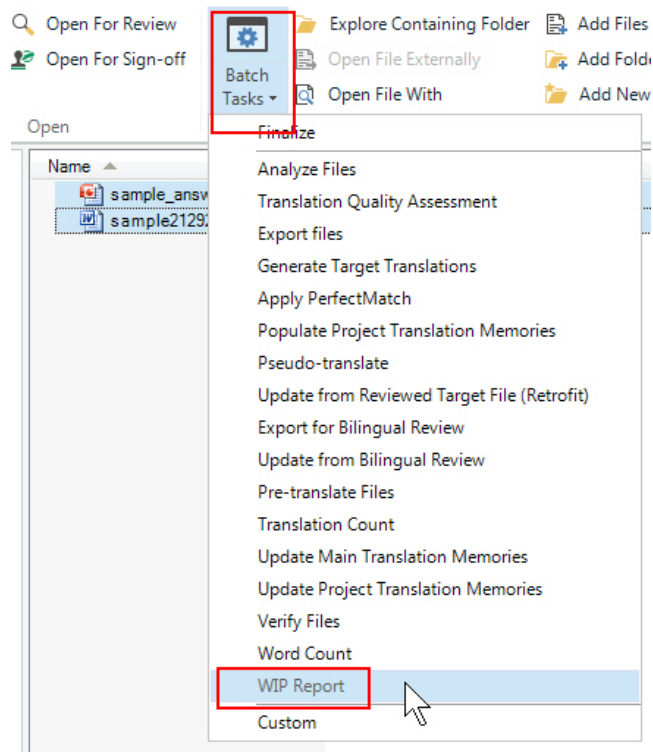 Open For Review
Open For Sign-off
Batch
Tasks
Explore Containing Folder
Open File Externally
Open File With
Add Files
Add Folde
Add New
Open
Name
sample_answ
sample2129
Finalize
Analyze Files
Translation Quality Assessment
Export files
Generate Target Translations
Apply PerfectMatch
Populate Project Translation Memories
Pseudo-translate
Update from Reviewed Target File (Retrofit)
Export for Bilingual Review
Update from Bilingual Review
Pre-translate Files
Translation Count
Update Main Translation Memories
Update Project Translation Memories
Verify Files
Word Count
WIP Report
Custom